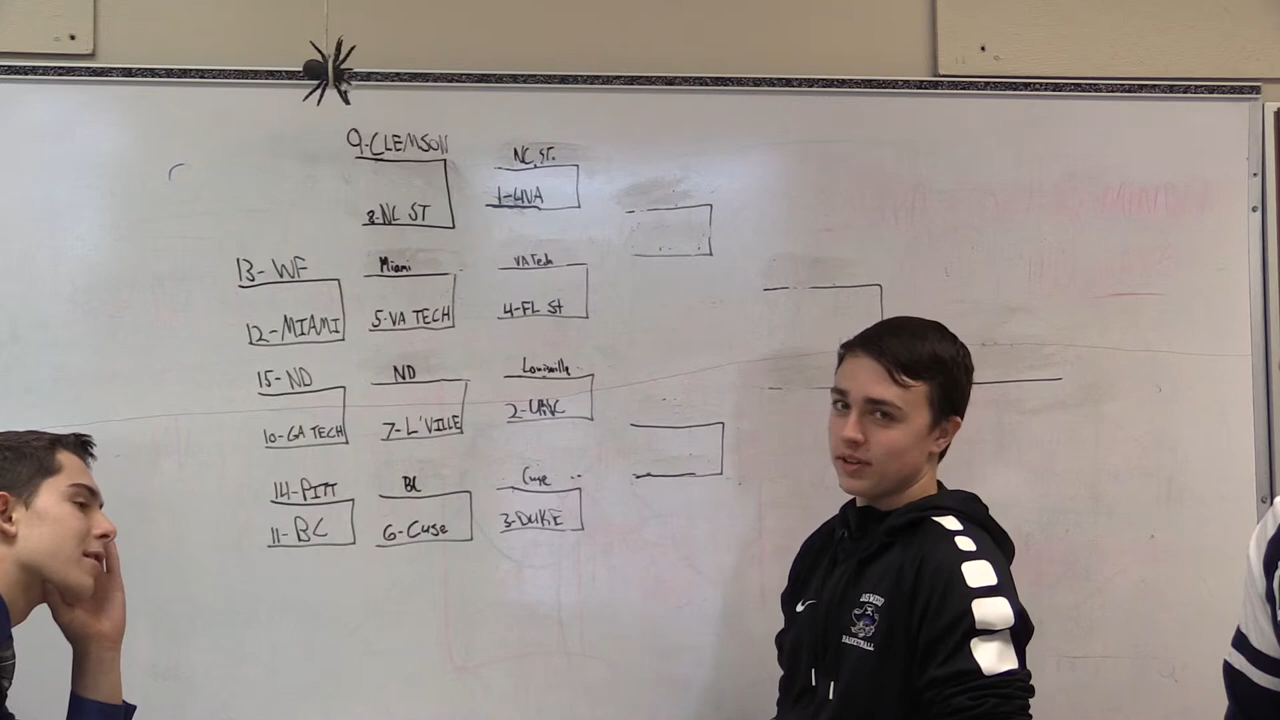 9-CLEMSON
8-NC ST
NC ST.
1-UVA
13-WF
12-MIAMI
Miami
5-VA TECH
VA Tech
4-FL St
15-ND
10-GA TECH
ND
7-L'VILLE
Louisville
2-UNC
14-PITT
11-BC
BC
6-Cuse
Cuse
3-DUKE
OSWEGO
BASKETBALL